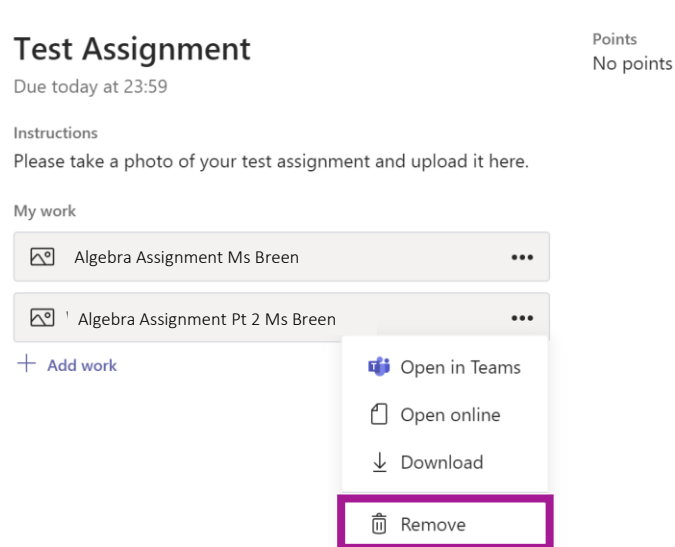 Test Assignment
Due today at 23:59
Points
No points
Instructions
Please take a photo of your test assignment and upload it here.
My work
Algebra Assignment Ms Breen
Algebra Assignment Pt 2 Ms Breen
Add work
Open in Teams
Open online
Download
Remove